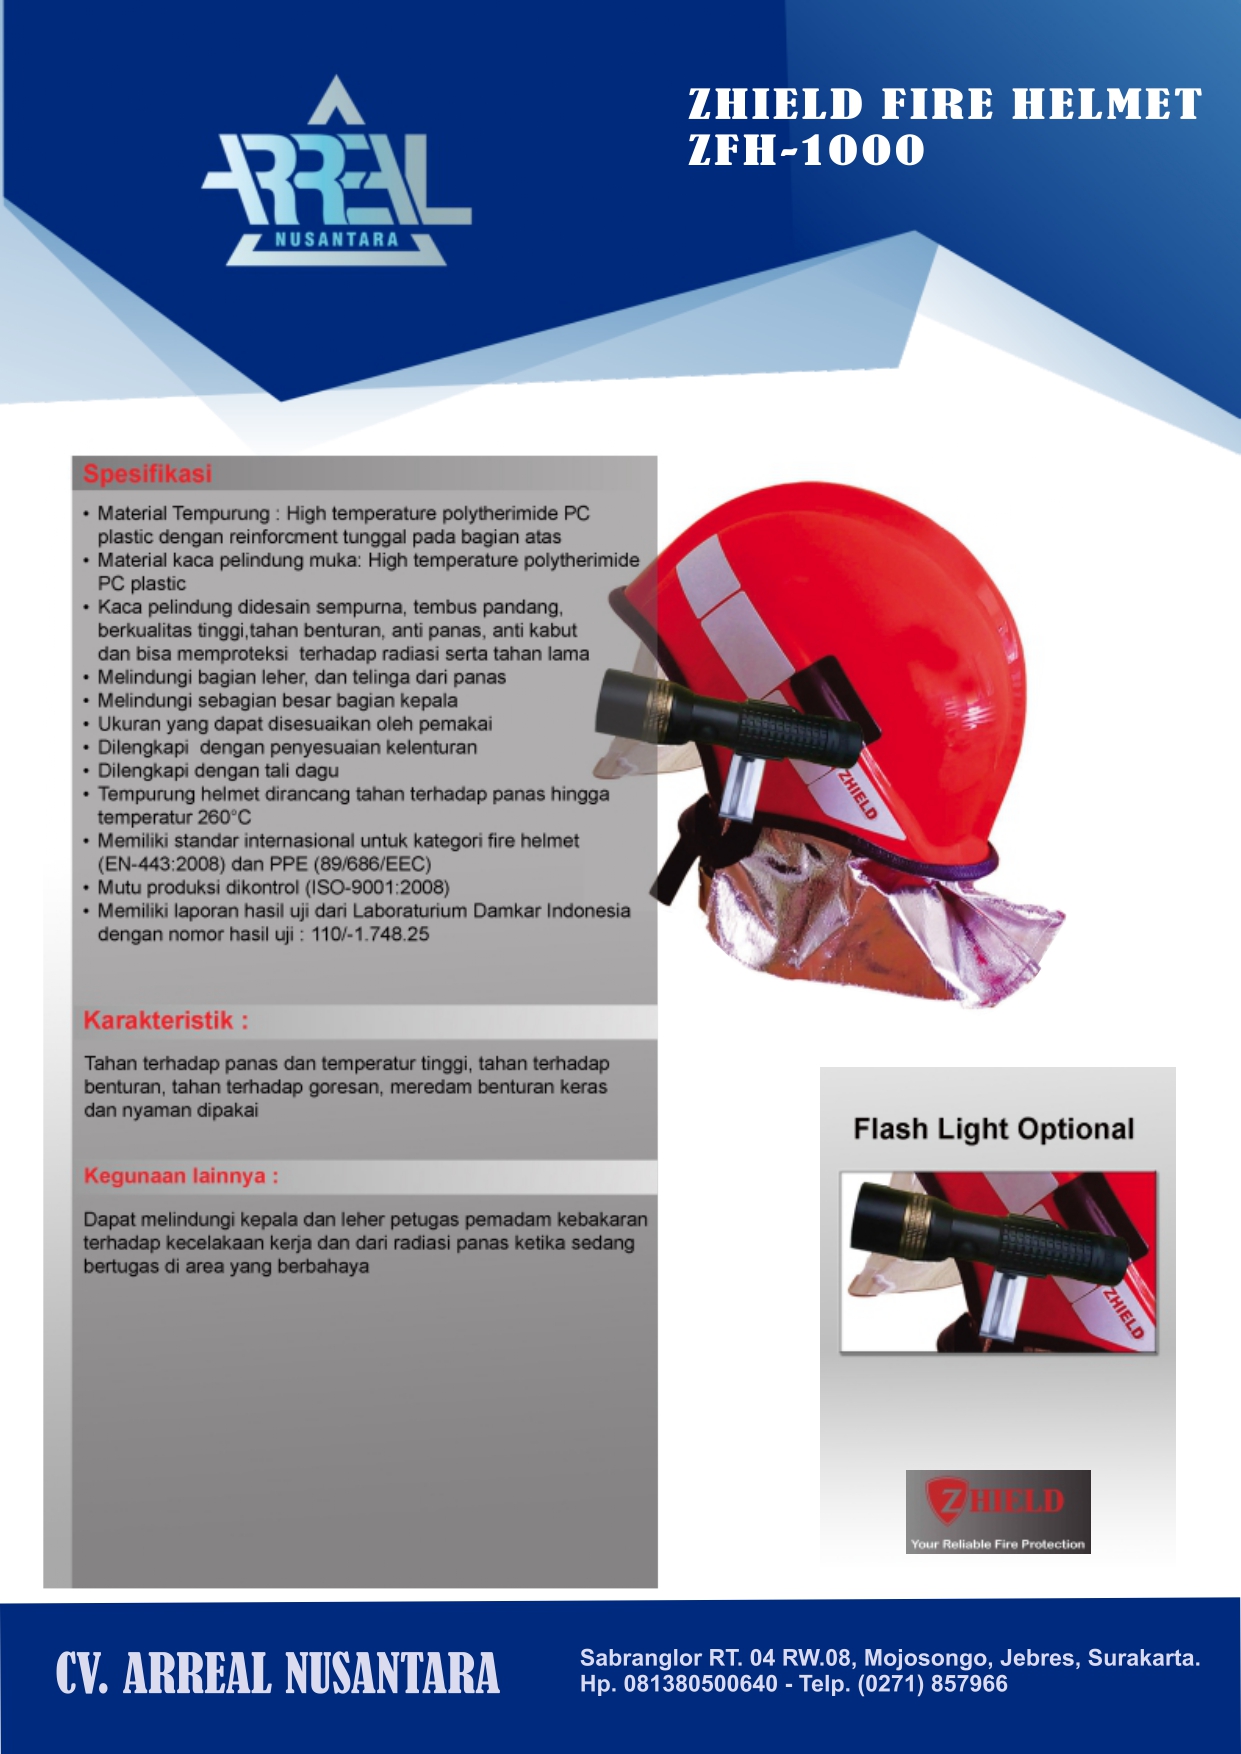 ZHIELD FIRE HELMET
ZFH-1000
ARREAL
NUSANTARA
Spesifikasi
• Material Tempurung : High temperature polytherimide PC
plastic dengan reinforcment tunggal pada bagian atas
• Material kaca pelindung muka: High temperature polytherimide
PC plastic
• Kaca pelindung didesain sempurna, tembus pandang,
berkualitas tinggi,tahan benturan, anti panas, anti kabut
dan bisa memproteksi terhadap radiasi serta tahan lama
• Melindungi bagian leher, dan telinga dari panas
• Melindungi sebagian besar bagian kepala
• Ukuran yang dapat disesuaikan oleh pemakai
• Dilengkapi dengan penyesuaian kelenturan
• Dilengkapi dengan tali dagu
• Tempurung helmet dirancang tahan terhadap panas hingga
temperatur 260°C
• Memiliki standar internasional untuk kategori fire helmet
(EN-443:2008) dan PPE (89/686/EEC)
• Mutu produksi dikontrol (ISO-9001:2008)
• Memiliki laporan hasil uji dari Laboraturium Damkar Indonesia
dengan nomor hasil uji : 110/-1.748.25
ZHIELD
Karakteristik :
Tahan terhadap panas dan temperatur tinggi, tahan terhadap
benturan, tahan terhadap goresan, meredam benturan keras
dan nyaman dipakai
Kegunaan lainnya :
Dapat melindungi kepala dan leher petugas pemadam kebakaran
terhadap kecelakaan kerja dan dari radiasi panas ketika sedang
bertugas di area yang berbahaya
Flash Light Optional
ZHIELD
ZHIELD
Your Reliable Fire Protection
CV. ARREAL NUSANTARA
Sabranglor RT. 04 RW.08, Mojosongo, Jebres, Surakarta.
Hp. 081380500640 - Telp. (0271) 857966